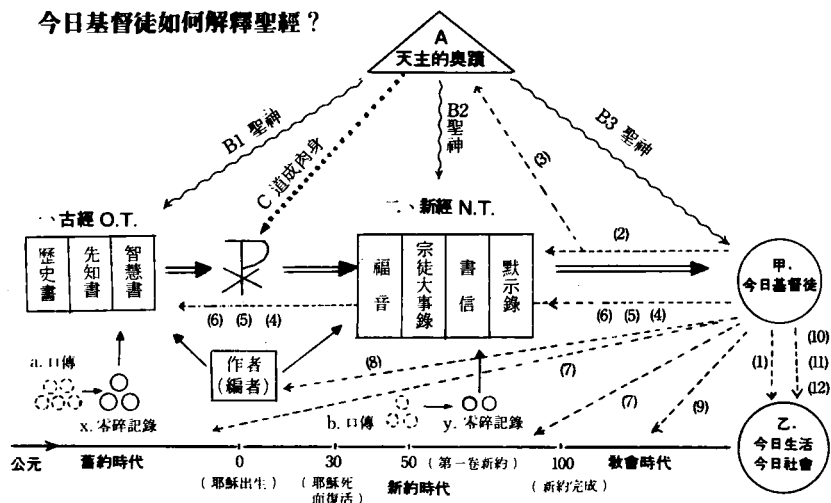 今日基督徒如何解釋聖經？
A
天主的奧蹟
B1 聖神
C 道成肉身
B2
聖神
B3 聖神
(3)
一、古經 O.T.
二、新經 N.T.
歷史書
先知書
智慧書
福音
宗徒大事錄
書信
默示錄
(2)
甲.
今日基督徒
(6) (5) (4)
(6) (5) (4)
作者
(編者)
(8)
(7)
(7)
(9)
(1)
(10)
(11)
(12)
a. 口傳
x. 零碎記錄
b. 口傳
y. 零碎記錄
乙.
今日生活
今日社會
公元
舊約時代
0
30
50
(第一卷新約)
100
教會時代
(耶穌出生)
(耶穌死
而復活)
新約時代
(新約完成)